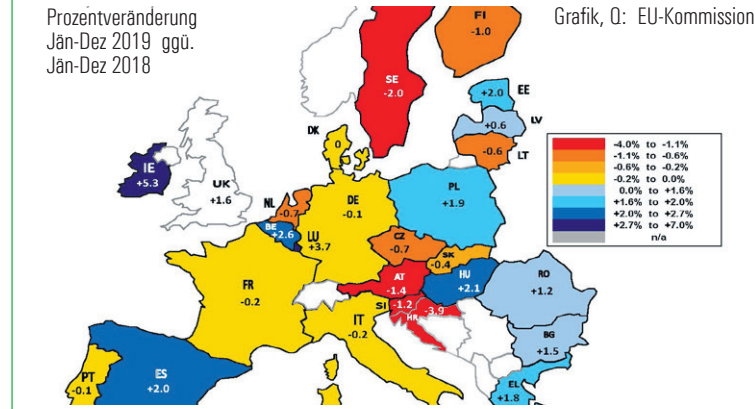 Prozentveränderung
Jän-Dez 2019 ggü.
Jän-Dez 2018
Grafik, Q: EU-Kommission
FI
-1.0
SE
-2.0
EE
+2.0
LV
+0.6
LT
-0.6
DK
0
IE
+5.3
UK
+1.6
NL
-0.7
BE
+2.6
LU
+3.7
DE
-0.1
PL
+1.9
CZ
-0.7
SK
-0.4
AT
-1.4
HU
+2.1
SI
-1.2
HR
-3.9
RO
+1.2
BG
+1.5
FR
-0.2
IT
-0.2
PT
-0.1
ES
+2.0
EL
+1.8
-4.0% to -1.1%
-1.1% to -0.6%
-0.6% to -0.2%
-0.2% to 0.0%
0.0% to +1.6%
+1.6% to +2.0%
+2.0% to +2.7%
+2.7% to +7.0%
n/a